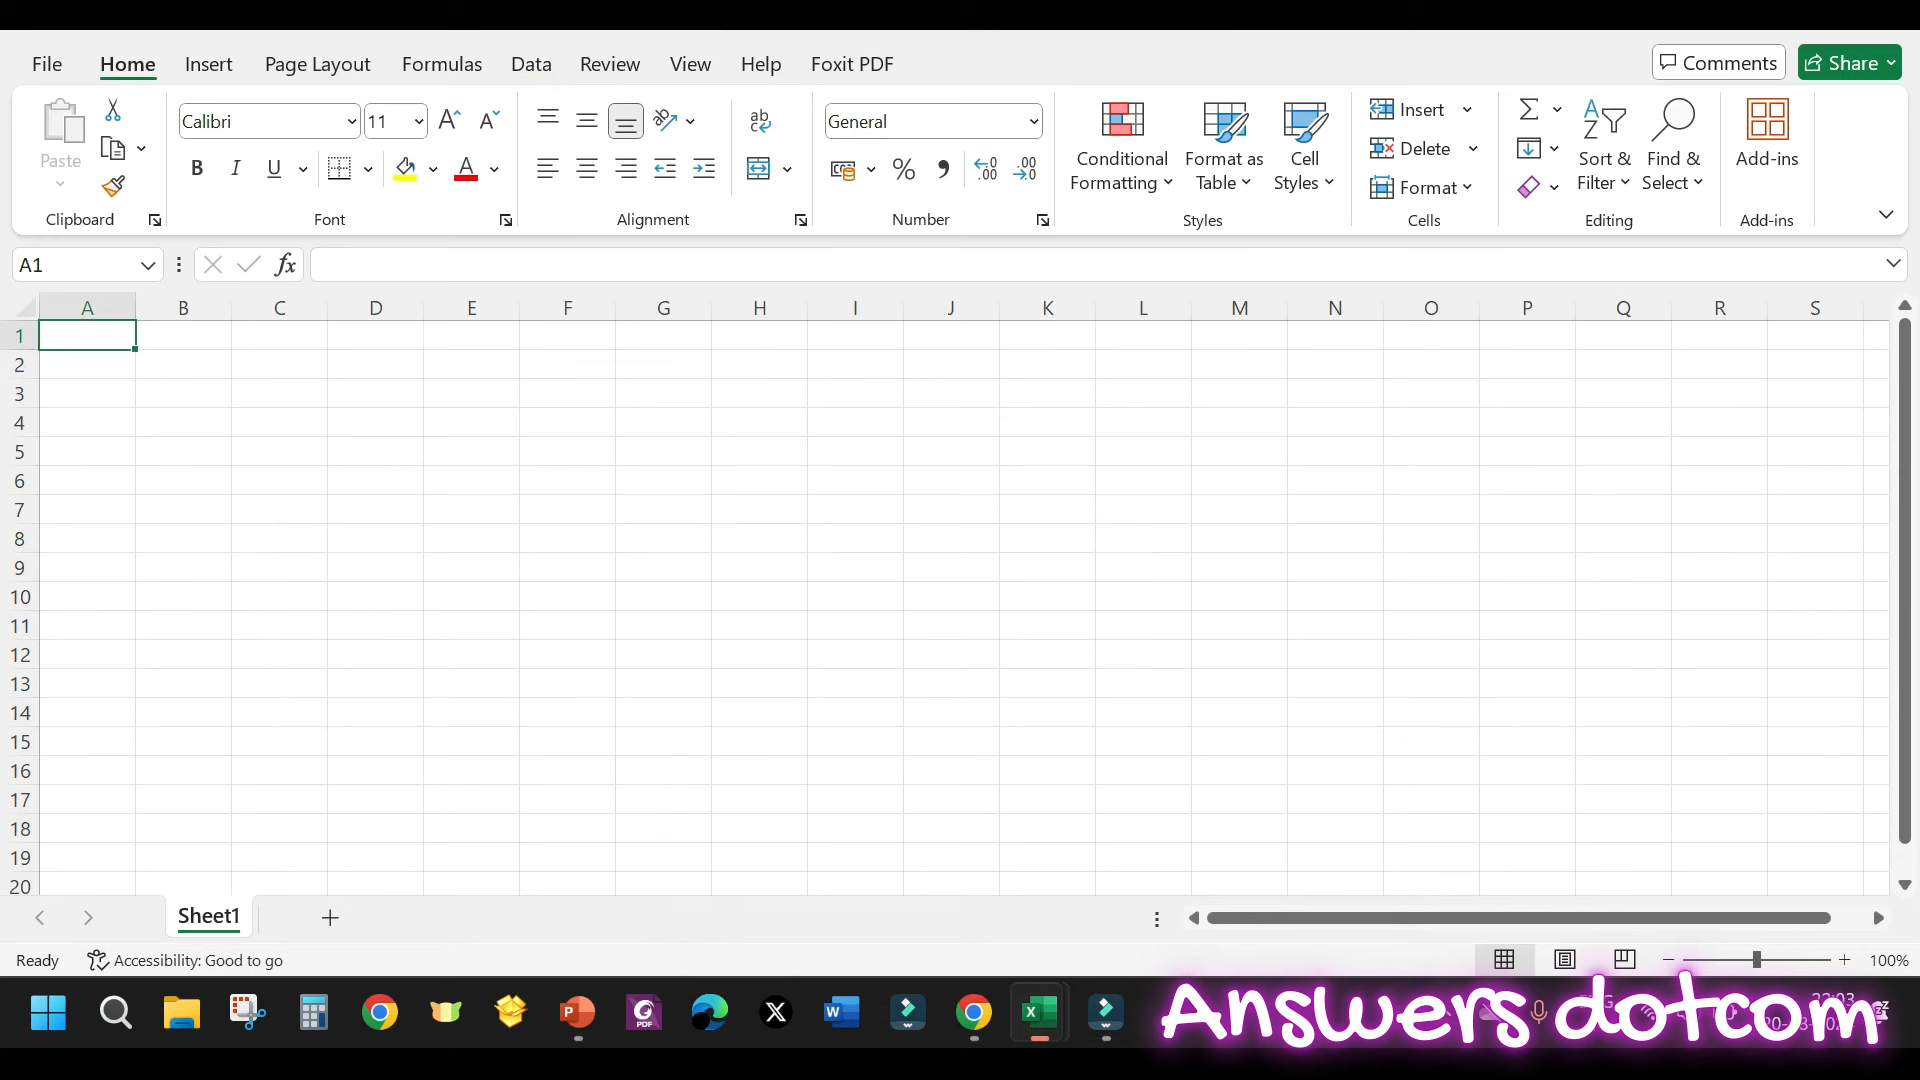 File Home Insert Page Layout Formulas Data Review View Help Foxit PDF Comments Share
Paste
Clipboard
Calibri 11
B I U A
Font
ab
Alignment
General
% .00
Number
Conditional Formatting
Format as Table
Cell Styles
Styles
Insert
Delete
Format
Cells
Σ
Sort & Filter
Find & Select
Editing
Add-ins
Add-ins
A1 fx
A B C D E F G H I J K L M N O P Q R S
1
2
3
4
5
6
7
8
9
10
11
12
13
14
15
16
17
18
19
20
Sheet1
Ready Accessibility: Good to go 100%
Answers dotcom